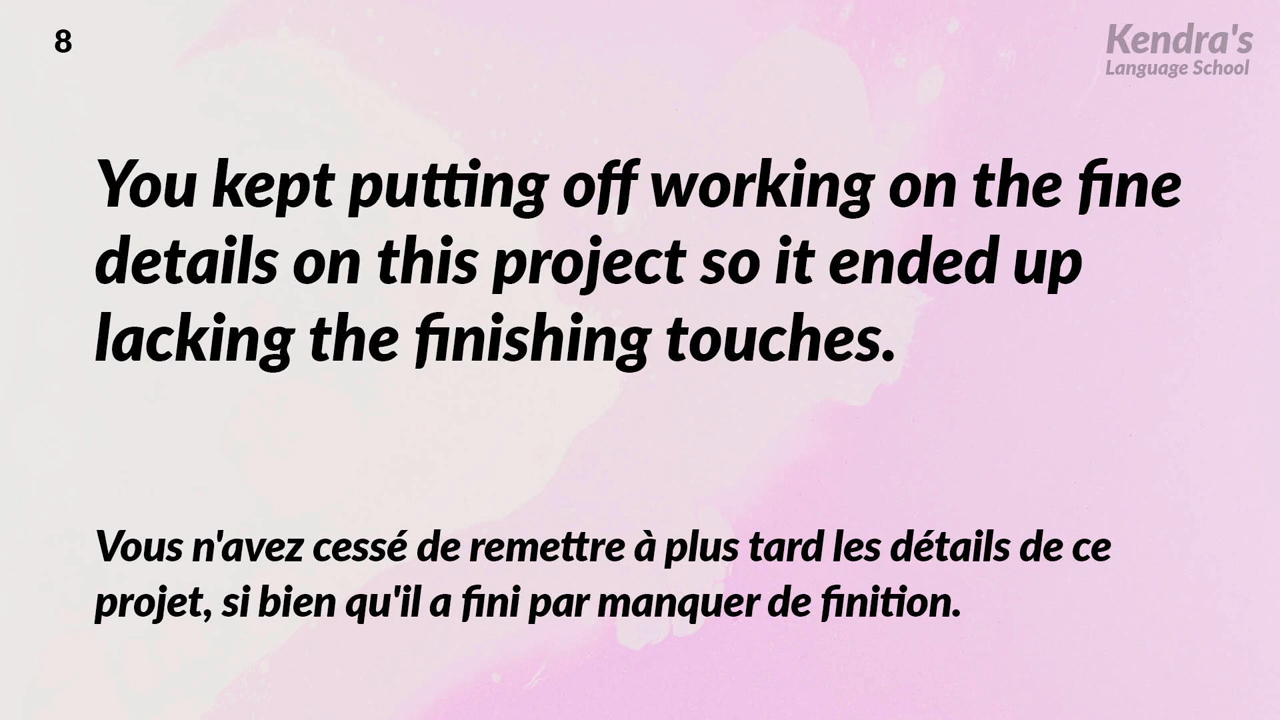 8
Kendra's
Language School
You kept putting off working on the fine
details on this project so it ended up
lacking the finishing touches.
Vous n'avez cessé de remettre à plus tard les détails de ce
projet, si bien qu'il a fini par manquer de finition.